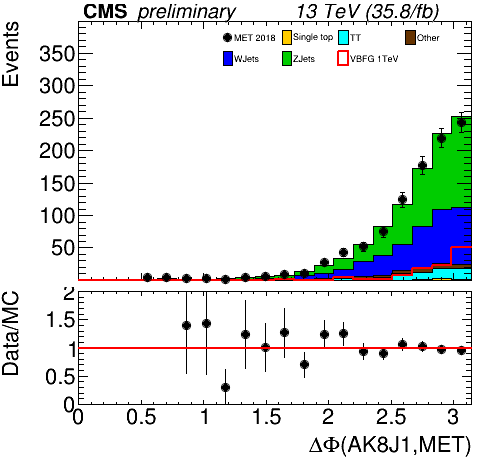 CMS preliminary 13 TeV (35.8/fb)
Events
MET 2018 Single top TT Other
WJets ZJets VBFG 1TeV
350
300
250
200
150
100
50
Data/MC
2
1.5
1
0.5
0
0 0.5 1 1.5 2 2.5 3
ΔΦ(AK8J1,MET)